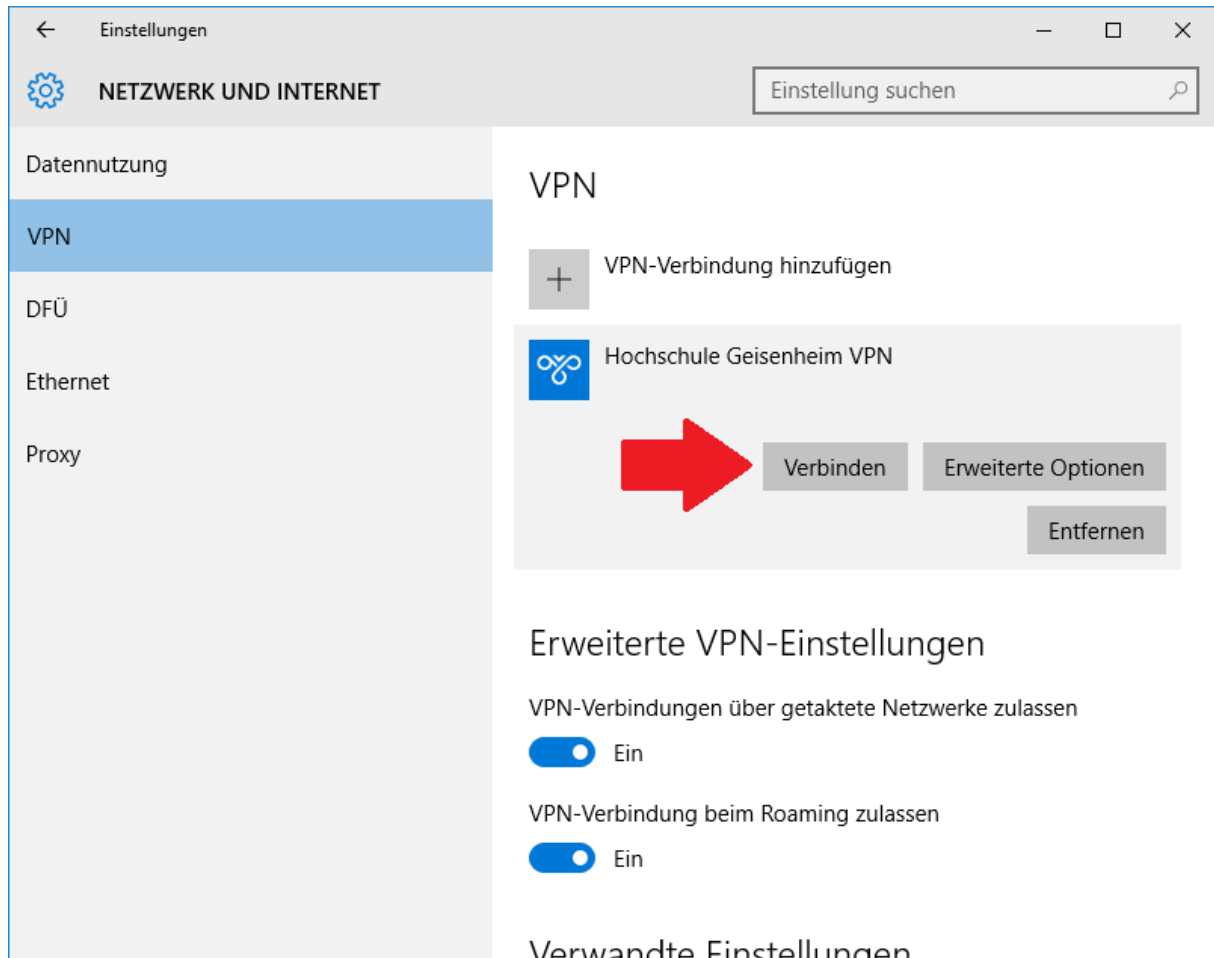 Einstellungen
NETZWERK UND INTERNET
Einstellung suchen
Datennutzung
VPN
DFÜ
Ethernet
Proxy
VPN
VPN-Verbindung hinzufügen
Hochschule Geisenheim VPN
Verbinden
Erweiterte Optionen
Entfernen
Erweiterte VPN-Einstellungen
VPN-Verbindungen über getaktete Netzwerke zulassen
Ein
VPN-Verbindung beim Roaming zulassen
Ein
Verwandte Einstellungen